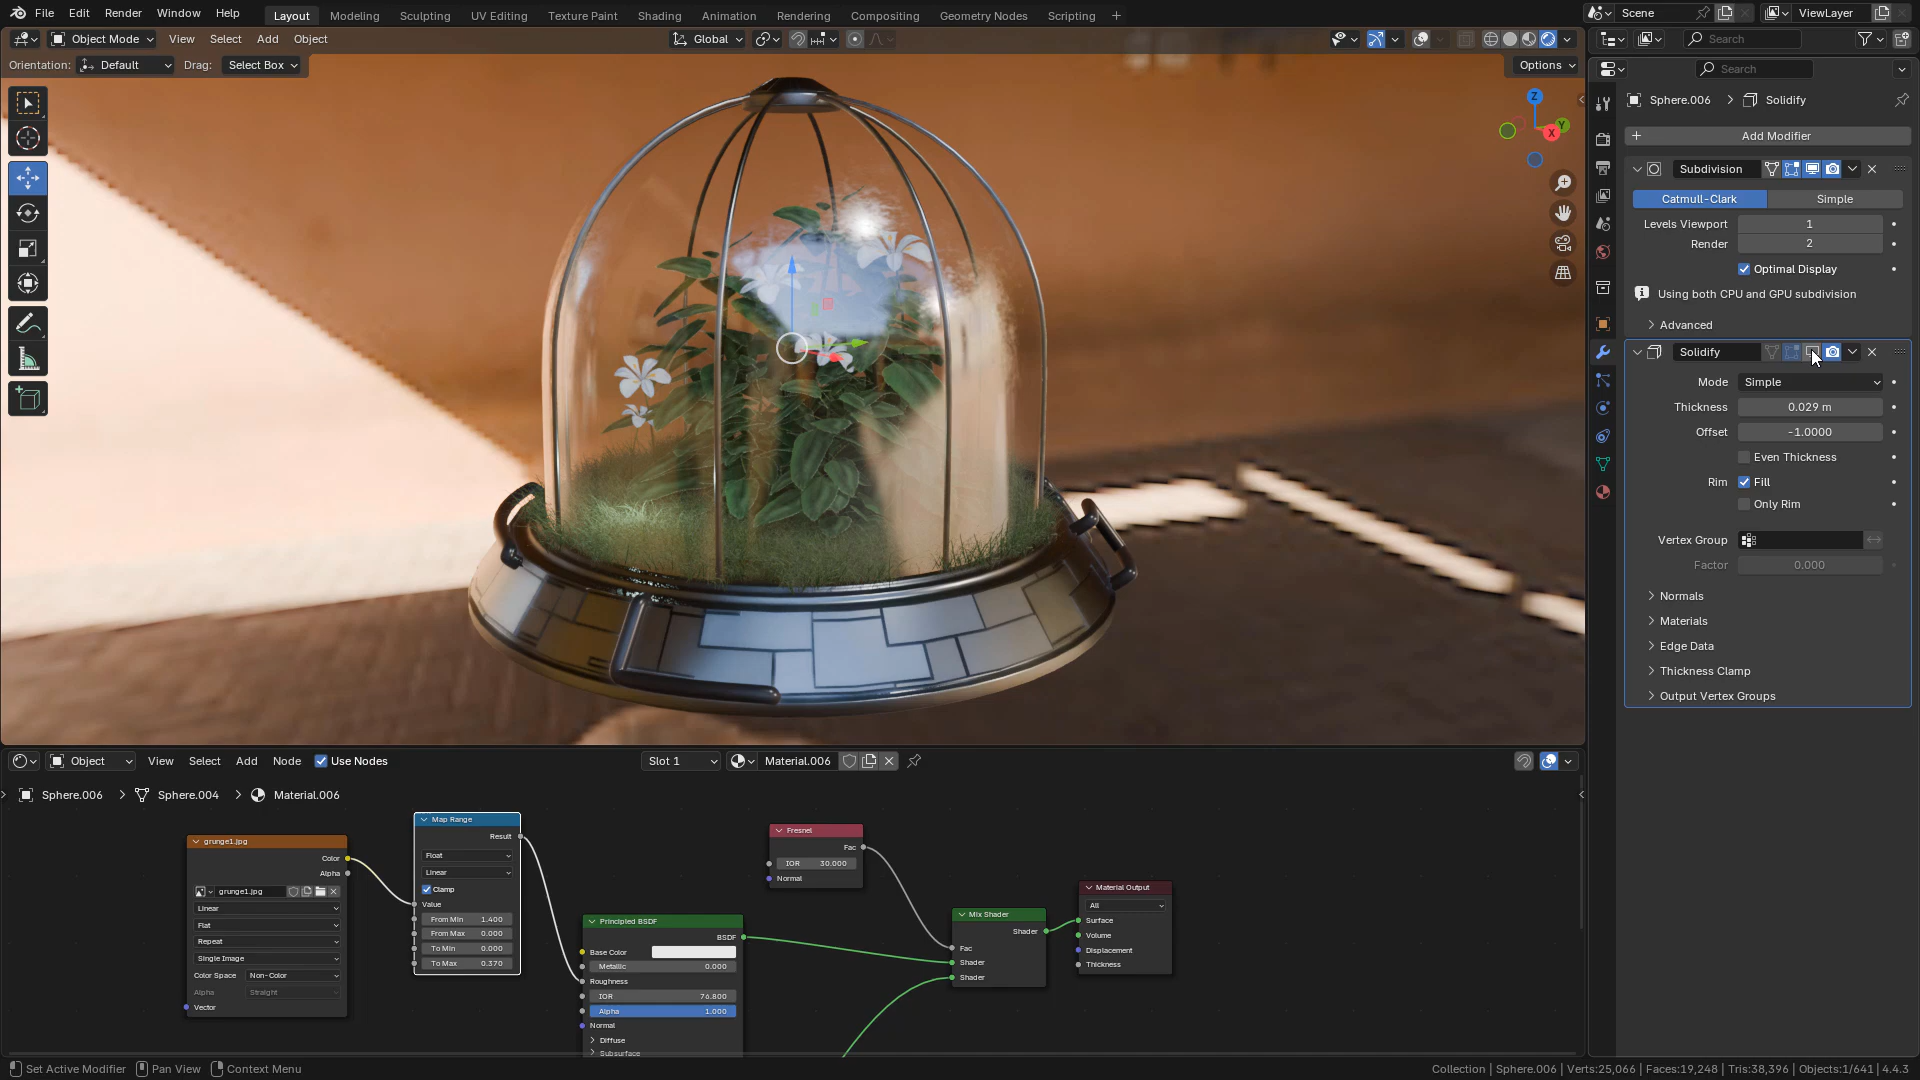 File Edit Render Window Help Layout Modeling Sculpting UV Editing Texture Paint Shading Animation Rendering Compositing Geometry Nodes Scripting + Scene ViewLayer
Object Mode View Select Add Object Global Search
Orientation: Default Drag: Select Box Options Search
Z
Y
X
Sphere.006 Solidify
+ Add Modifier
Subdivision
Catmull-Clark Simple
Levels Viewport 1
Render 2
Optimal Display
Using both CPU and GPU subdivision
Advanced
Solidify
Mode Simple
Thickness 0.029 m
Offset -1.0000
Even Thickness
Rim Fill
Only Rim
Vertex Group
Factor 0.000
Normals
Materials
Edge Data
Thickness Clamp
Output Vertex Groups
Object View Select Add Node Use Nodes Slot 1 Material.006
Sphere.006 Sphere.004 Material.006
grunge1.jpg
Color
Alpha
grunge1.jpg
Linear
Flat
Repeat
Single Image
Color Space Non-Color
Alpha Straight
Vector
Map Range
Result
Float
Linear
Clamp
Value
From Min 1.400
From Max 0.000
To Min 0.000
To Max 0.370
Principled BSDF
BSDF
Base Color
Metallic 0.000
Roughness
IOR 76.800
Alpha 1.000
Normal
Diffuse
Subsurface
Fresnel
Fac
IOR 30.000
Normal
Mix Shader
Shader
Fac
Shader
Shader
Material Output
All
Surface
Volume
Displacement
Thickness
Set Active Modifier Pan View Context Menu Collection | Sphere.006 | Verts:25,066 | Faces:19,248 | Tris:38,396 | Objects:1/641 | 4.4.3